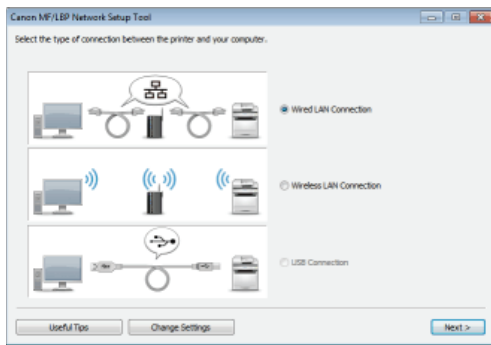 Canon MF/LBP Network Setup Tool
Select the type of connection between the printer and your computer.
Wired LAN Connection
Wireless LAN Connection
USB Connection
Useful Tips
Change Settings
Next >